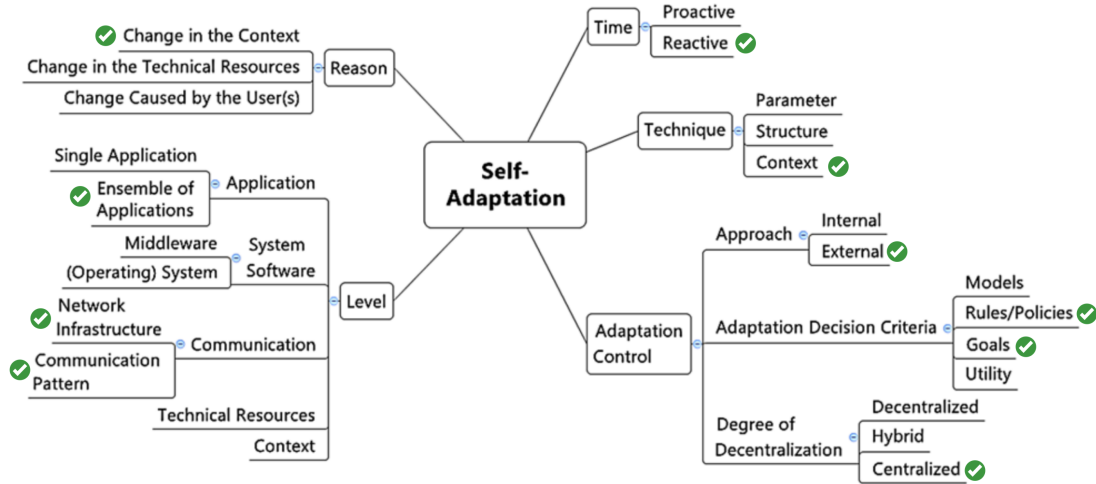 Self-
Adaptation
Time
Proactive
Reactive
Technique
Parameter
Structure
Context
Adaptation
Control
Approach
Internal
External
Adaptation Decision Criteria
Models
Rules/Policies
Goals
Utility
Degree of
Decentralization
Decentralized
Hybrid
Centralized
Reason
Change in the Context
Change in the Technical Resources
Change Caused by the User(s)
Level
Application
Single Application
Ensemble of
Applications
System
Software
Middleware
(Operating) System
Communication
Network
Infrastructure
Communication
Pattern
Technical Resources
Context